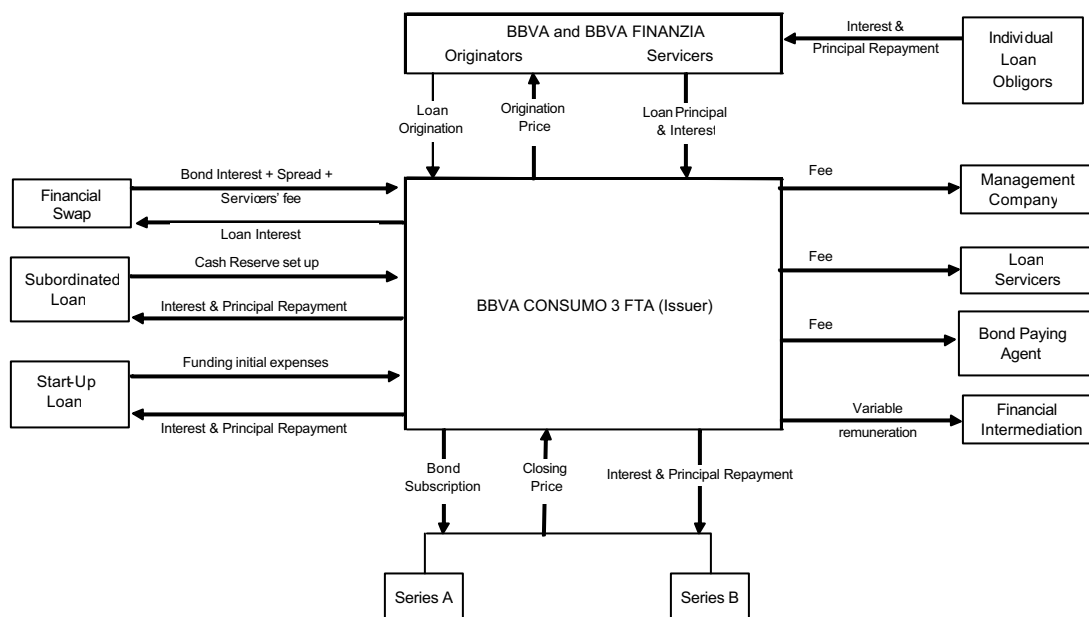 BBVA and BBVA FINANZIA
Originators
Servicers
Interest &
Principal Repayment
Individual
Loan
Obligors
Loan
Origination
Origination
Price
Loan Principal
& Interest
Financial
Swap
Bond Interest + Spread +
Servicers' fee
Loan Interest
Subordinated
Loan
Cash Reserve set up
Interest & Principal Repayment
Start-Up
Loan
Funding initial expenses
Interest & Principal Repayment
BBVA CONSUMO 3 FTA (Issuer)
Fee
Management
Company
Fee
Loan
Servicers
Fee
Bond Paying
Agent
Variable
remuneration
Financial
Intermediation
Bond
Subscription
Closing
Price
Interest & Principal Repayment
Series A
Series B